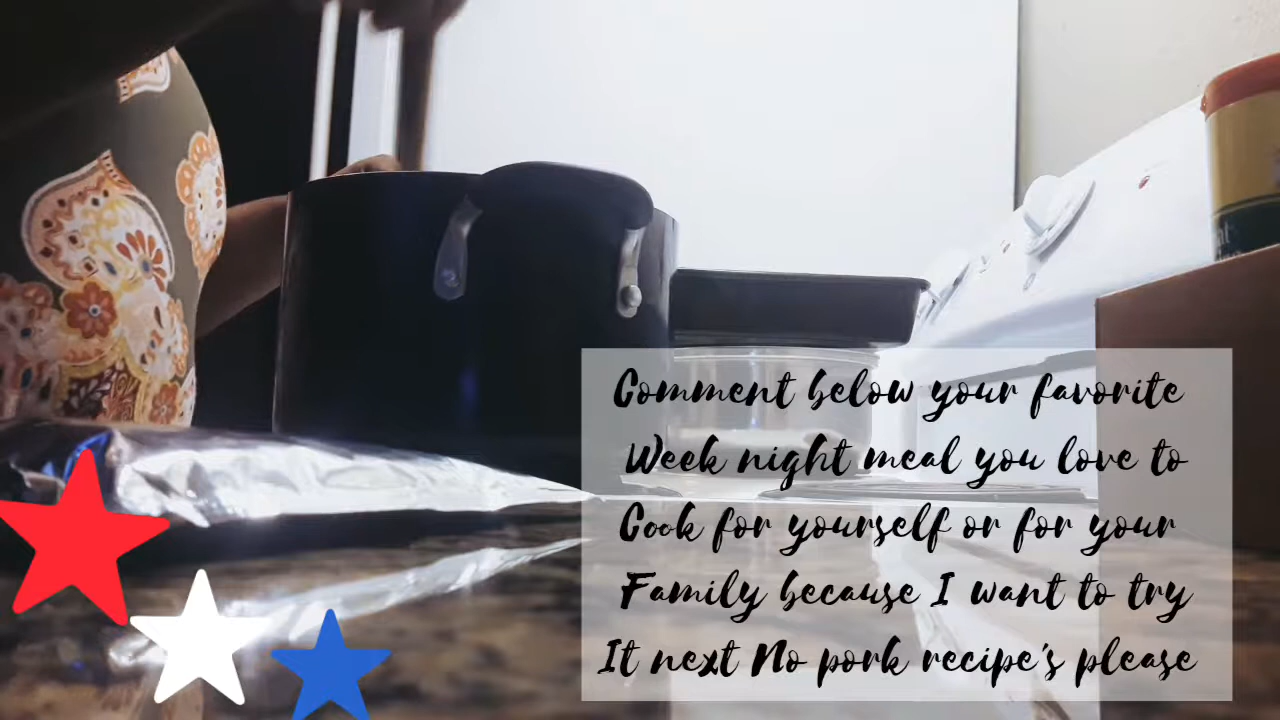 Comment below your favorite
Week night meal you love to
Cook for yourself or for your
Family because I want to try
It next No pork recipe's please